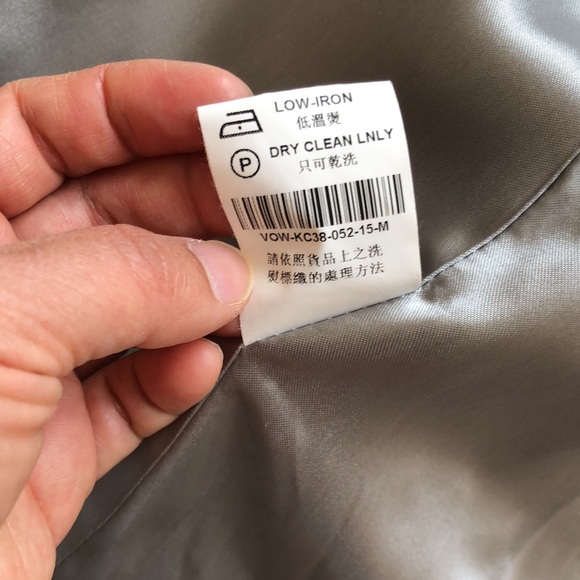 LOW-IRON
低溫燙
P DRY CLEAN LNLY
只可乾洗
VOW-KC38-052-15-M
請依照貨品上之洗
熨標纖的處理方法